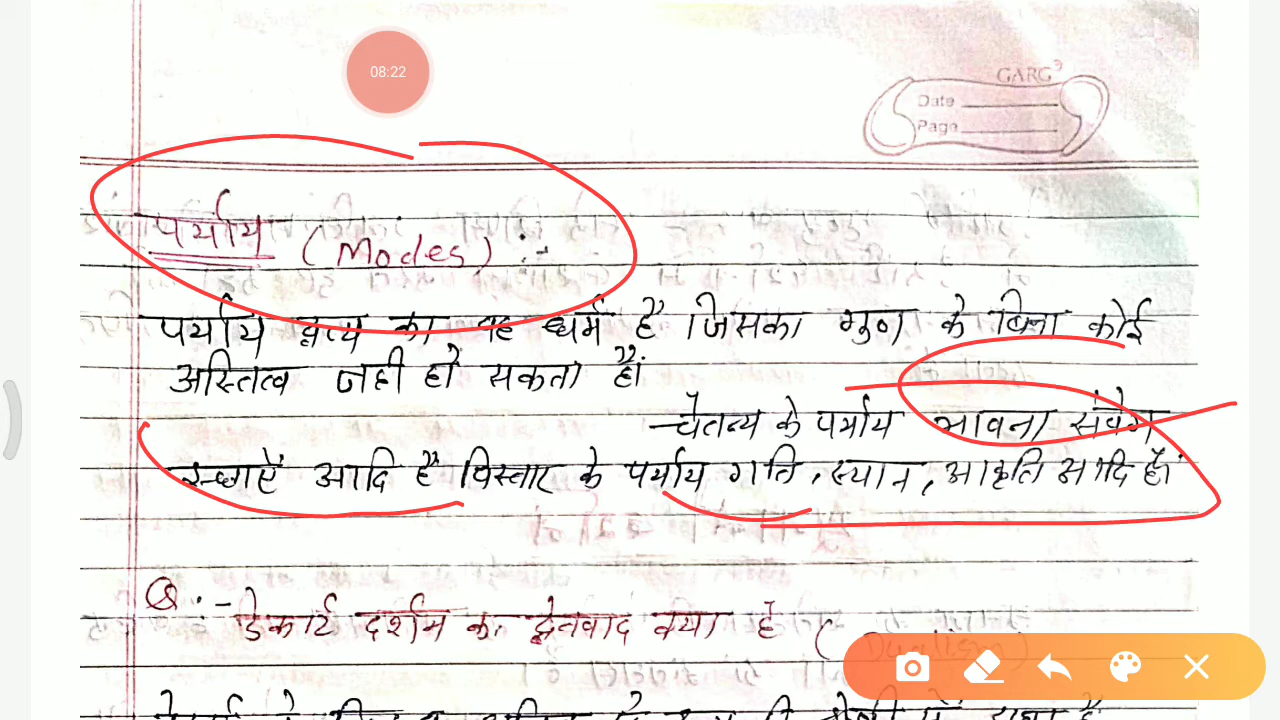 08:22
GARG
Date
Page
पर्याय (Modes) :-
पर्याय द्रव्य का वह धर्म है जिसका गुण के बिना कोई
अस्तित्व नही हो सकता है।
चैतन्य के पर्याय भावना संवेग
इच्छाऐं आदि है विस्तार के पर्याय गति, स्थान, आकृति आदि है।
Q :- डेकार्ट दर्शन का द्वैतवाद क्या है (Dualism)